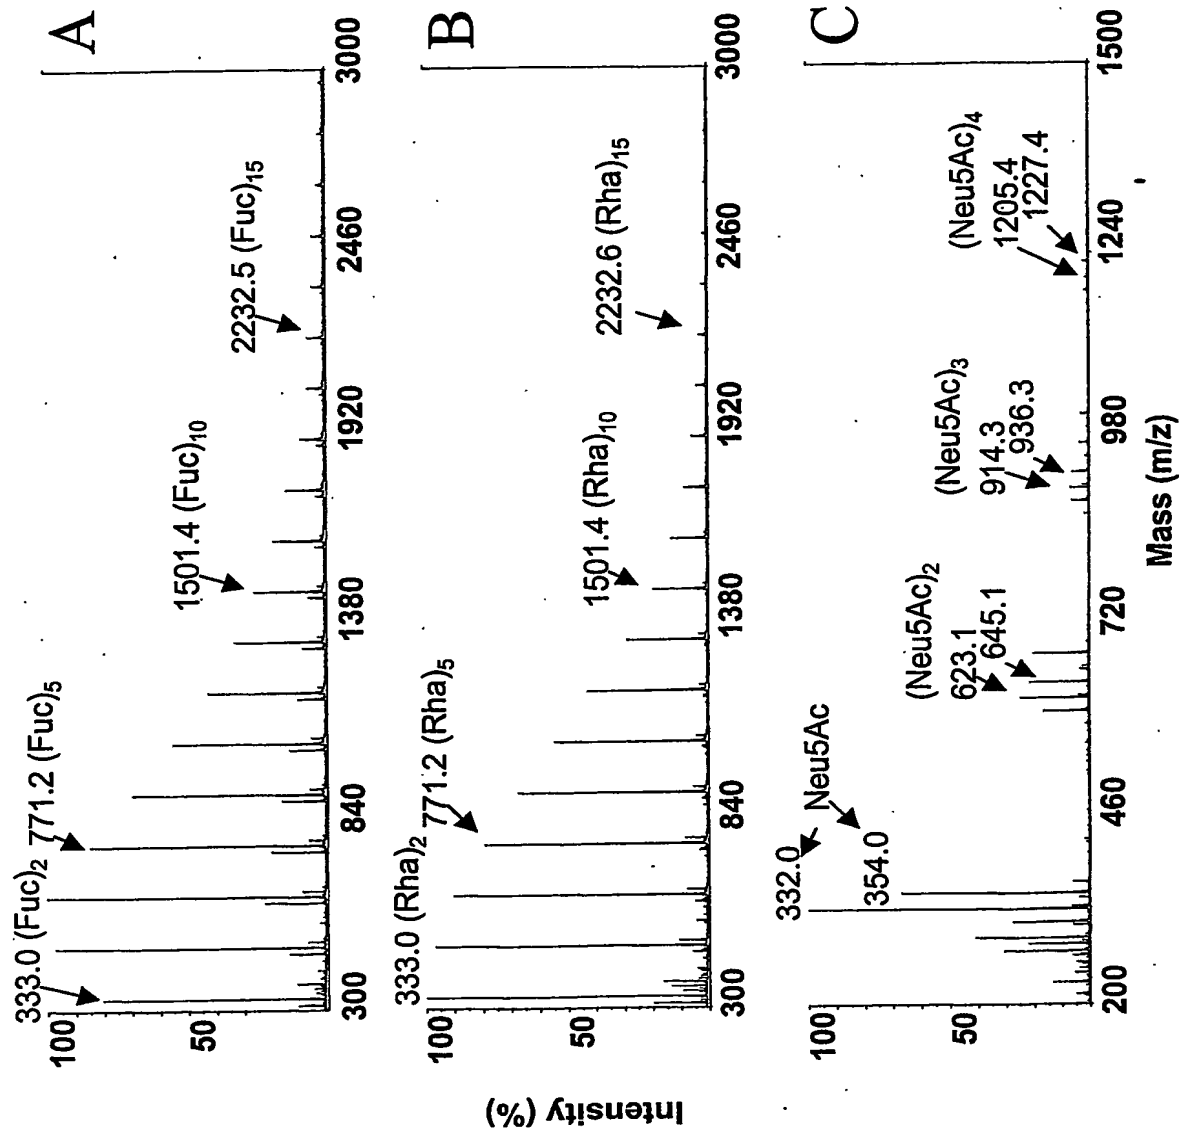 A
100
50
333.0 (Fuc)2
771.2 (Fuc)5
1501.4 (Fuc)10
2232.5 (Fuc)15
300
840
1380
1920
2460
3000
B
100
50
333.0 (Rha)2
771.2 (Rha)5
1501.4 (Rha)10
2232.6 (Rha)15
300
840
1380
1920
2460
3000
C
100
50
332.0
354.0
Neu5Ac
(Neu5Ac)2
623.1
645.1
(Neu5Ac)3
914.3
936.3
(Neu5Ac)4
1205.4
1227.4
200
460
720
980
1240
1500
Mass (m/z)
Intensity (%)